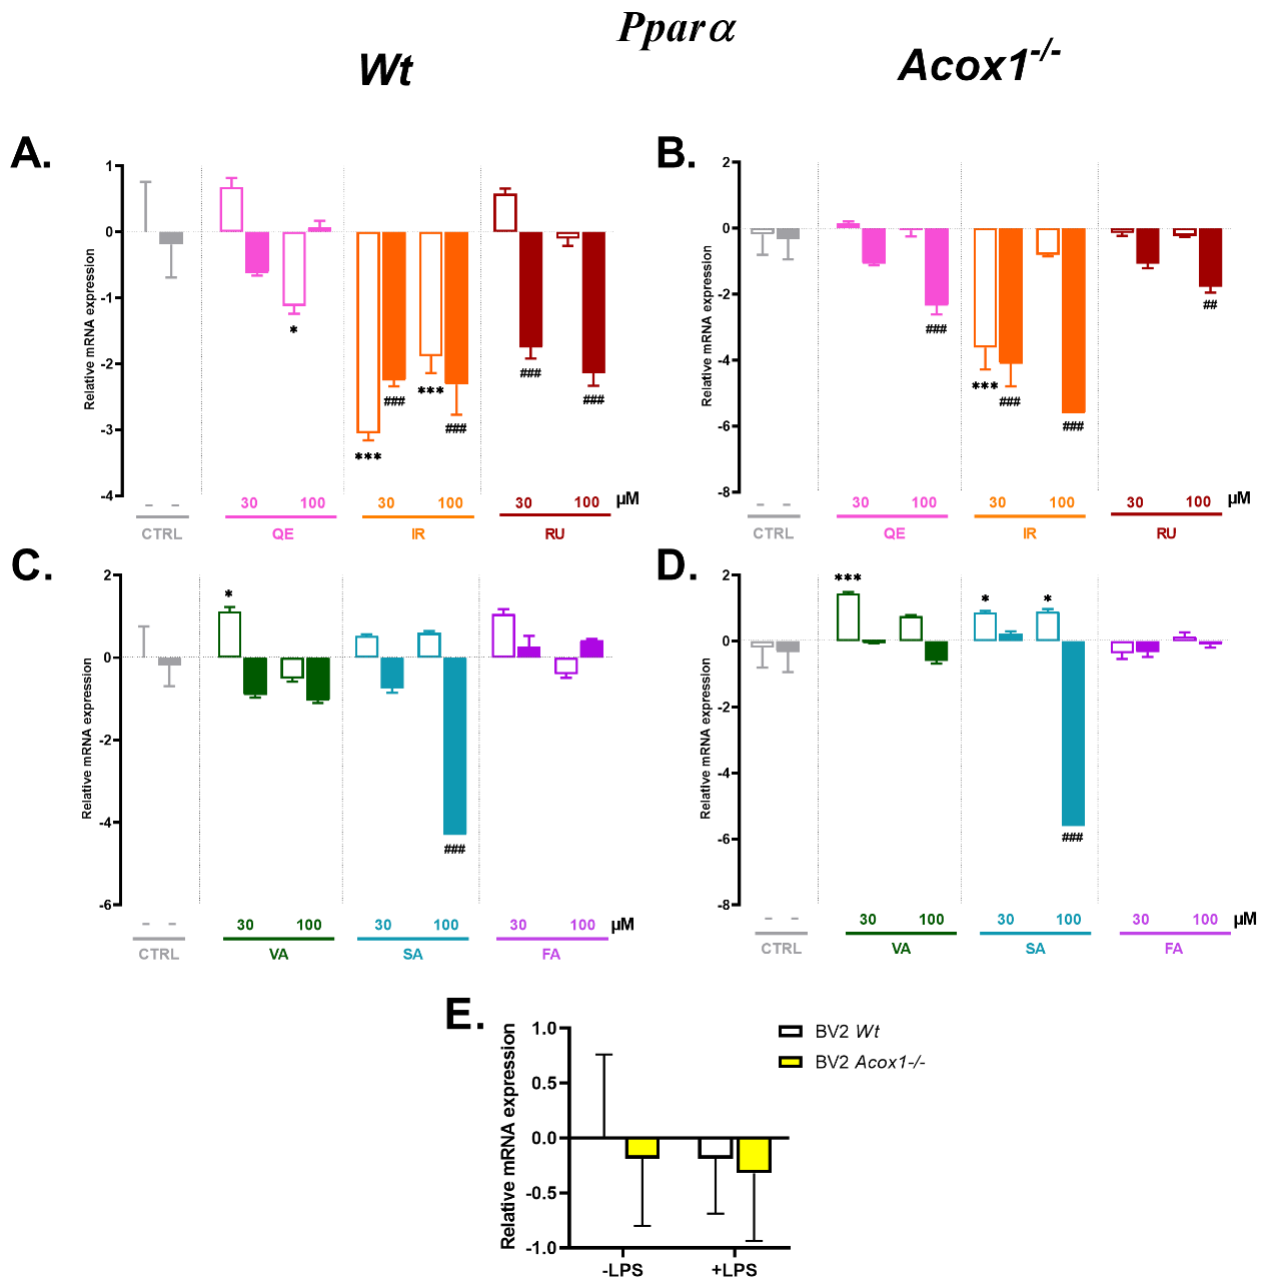 Pparα
Wt
Acox1-/-
A.
Relative mRNA expression
1
0
-1
-2
-3
-4
*
***
###
***
###
###
###
– –
30 100
30 100
30 100
µM
CTRL
QE
IR
RU
B.
Relative mRNA expression
2
0
-2
-4
-6
-8
###
***
###
###
##
– –
30 100
30 100
30 100
µM
CTRL
QE
IR
RU
C.
Relative mRNA expression
2
0
-2
-4
-6
*
###
– –
30 100
30 100
30 100
µM
CTRL
VA
SA
FA
D.
Relative mRNA expression
2
0
-2
-4
-6
-8
***
*
*
###
– –
30 100
30 100
30 100
µM
CTRL
VA
SA
FA
E.
Relative mRNA expression
1.0
0.5
0.0
-0.5
-1.0
-LPS
+LPS
BV2 Wt
BV2 Acox1-/-